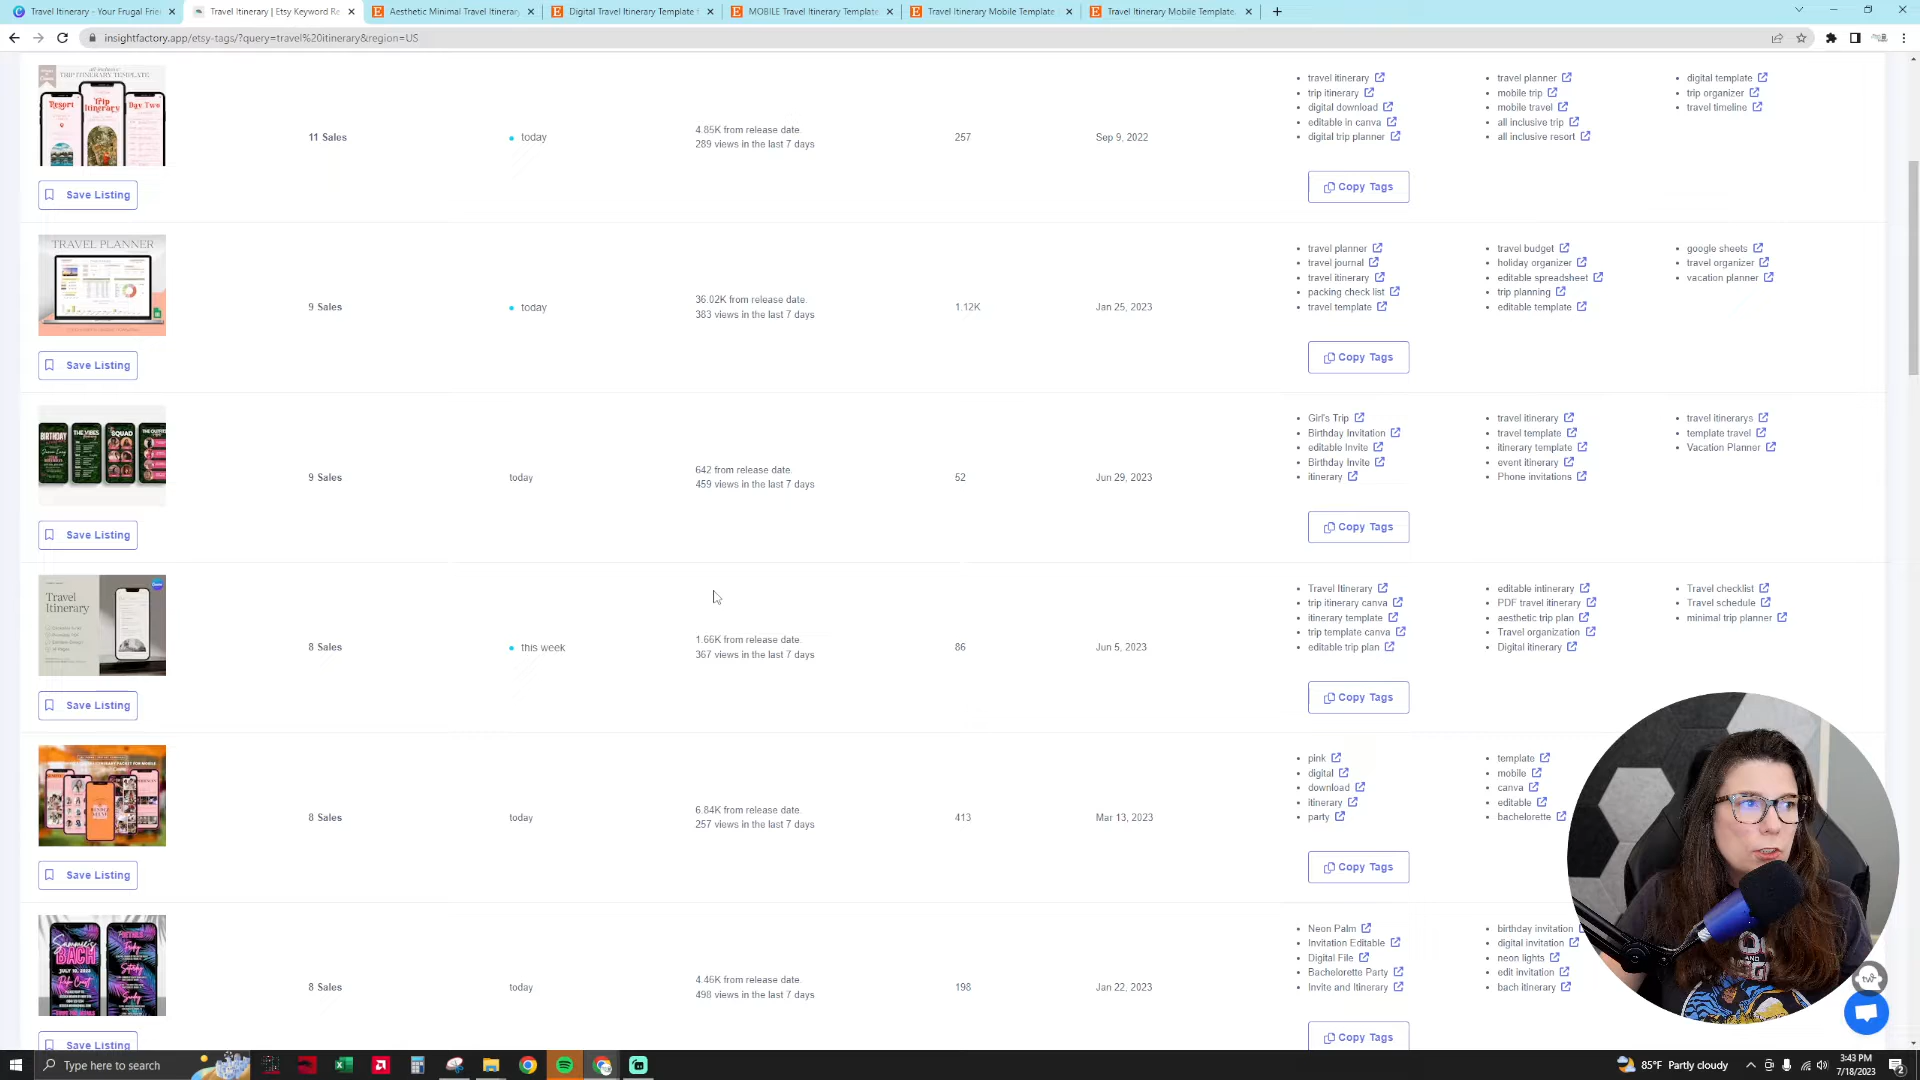 Travel Itinerary - Your Frugal Frie
Travel Itinerary | Etsy Keyword Re
Aesthetic Minimal Travel Itinerary
Digital Travel Itinerary Template
MOBILE Travel Itinerary Template
Travel Itinerary Mobile Template
Travel Itinerary Mobile Template
insightfactory.app/etsy-tags/?query=travel%20itinerary&region=US
TRIP ITINERARY TEMPLATE
Resort
Trip Itinerary
Day Two
Save Listing
11 Sales
today
4.85K from release date.
289 views in the last 7 days
257
Sep 9, 2022
travel itinerary
trip itinerary
digital download
editable in canva
digital trip planner
travel planner
mobile trip
mobile travel
all inclusive trip
all inclusive resort
digital template
trip organizer
travel timeline
Copy Tags
TRAVEL PLANNER
Save Listing
9 Sales
today
36.02K from release date.
383 views in the last 7 days
1.12K
Jan 25, 2023
travel planner
travel journal
travel itinerary
packing check list
travel template
travel budget
holiday organizer
editable spreadsheet
trip planning
editable template
google sheets
travel organizer
vacation planner
Copy Tags
BIRTHDAY
THE VIBES
SQUAD
THE OUTFITS
Save Listing
9 Sales
today
642 from release date.
459 views in the last 7 days
52
Jun 29, 2023
Girl's Trip
Birthday Invitation
editable Invite
Birthday Invite
itinerary
travel itinerary
travel template
itinerary template
event itinerary
Phone invitations
travel itinerarys
template travel
Vacation Planner
Copy Tags
Travel
Itinerary
Save Listing
8 Sales
this week
1.66K from release date.
367 views in the last 7 days
86
Jun 5, 2023
Travel Itinerary
trip itinerary canva
itinerary template
trip template canva
editable trip plan
editable intinerary
PDF travel itinerary
aesthetic trip plan
Travel organization
Digital itinerary
Travel checklist
Travel schedule
minimal trip planner
Copy Tags
Save Listing
8 Sales
today
6.84K from release date.
257 views in the last 7 days
413
Mar 13, 2023
pink
digital
download
itinerary
party
template
mobile
canva
editable
bachelorette
Copy Tags
BACH
Save Listing
8 Sales
today
4.46K from release date.
498 views in the last 7 days
198
Jan 22, 2023
Neon Palm
Invitation Editable
Digital File
Bachelorette Party
Invite and Itinerary
birthday invitation
digital invitation
neon lights
edit invitation
bach itinerary
Copy Tags
Type here to search
85°F Partly cloudy
3:43 PM
7/18/2023
2